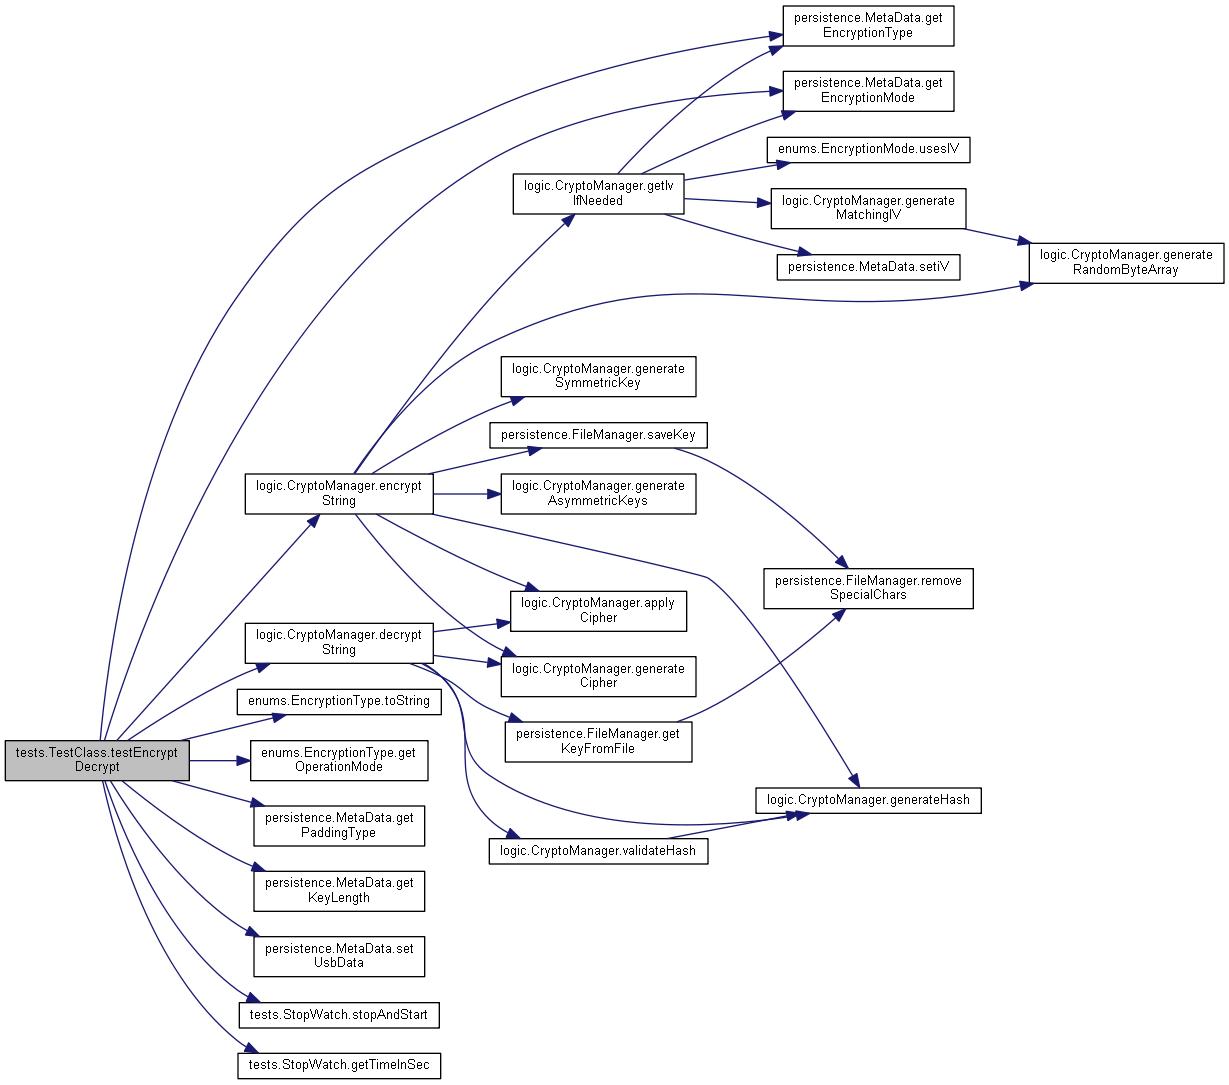 persistence.MetaData.get
EncryptionType
persistence.MetaData.get
EncryptionMode
enums.EncryptionMode.usesIV
logic.CryptoManager.getIv
IfNeeded
logic.CryptoManager.generate
MatchingIV
logic.CryptoManager.generate
RandomByteArray
persistence.MetaData.setiV
logic.CryptoManager.generate
SymmetricKey
persistence.FileManager.saveKey
logic.CryptoManager.encrypt
String
logic.CryptoManager.generate
AsymmetricKeys
persistence.FileManager.remove
SpecialChars
logic.CryptoManager.apply
Cipher
logic.CryptoManager.decrypt
String
logic.CryptoManager.generate
Cipher
enums.EncryptionType.toString
persistence.FileManager.get
KeyFromFile
tests.TestClass.testEncrypt
Decrypt
enums.EncryptionType.get
OperationMode
logic.CryptoManager.generateHash
persistence.MetaData.get
PaddingType
logic.CryptoManager.validateHash
persistence.MetaData.get
KeyLength
persistence.MetaData.set
UsbData
tests.StopWatch.stopAndStart
tests.StopWatch.getTimeInSec